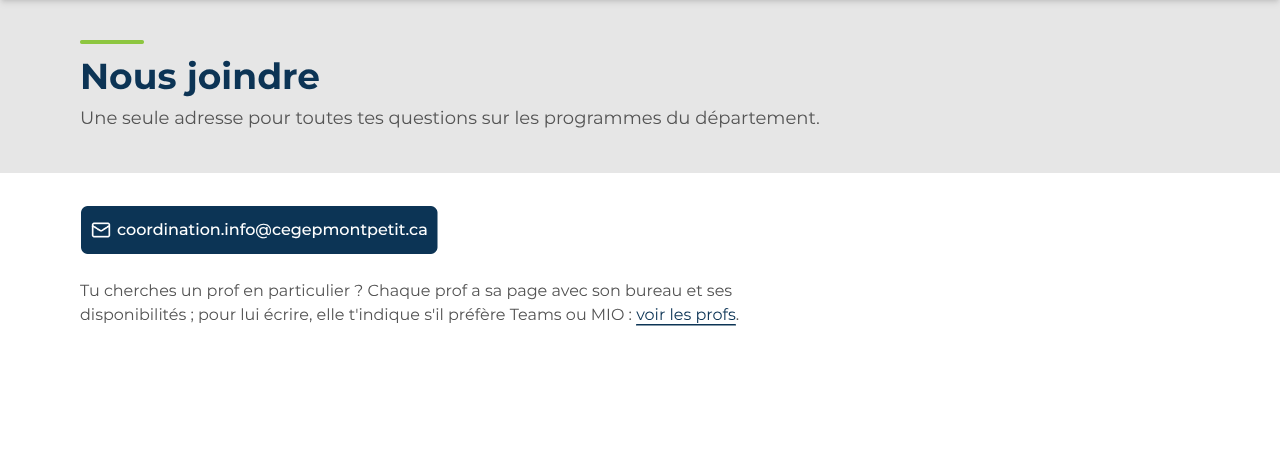 Nous joindre
Une seule adresse pour toutes tes questions sur les programmes du département.
coordination.info@cegepmontpetit.ca
Tu cherches un prof en particulier ? Chaque prof a sa page avec son bureau et ses
disponibilités ; pour lui écrire, elle t'indique s'il préfère Teams ou MIO : voir les profs.